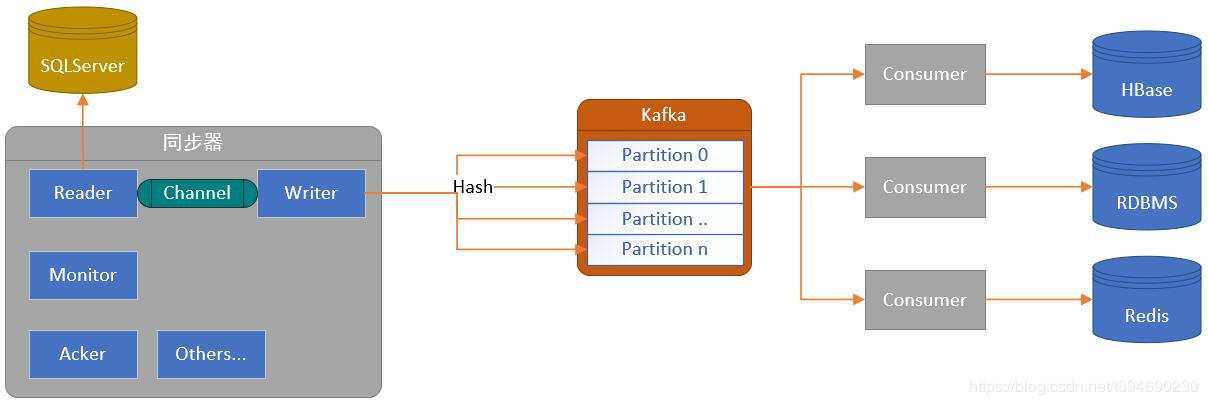 SQLServer
同步器
Reader
Channel
Writer
Monitor
Acker
Others...
Hash
Kafka
Partition 0
Partition 1
Partition ..
Partition n
Consumer
HBase
Consumer
RDBMS
Consumer
Redis
https://blog.csdn.net/t894690230